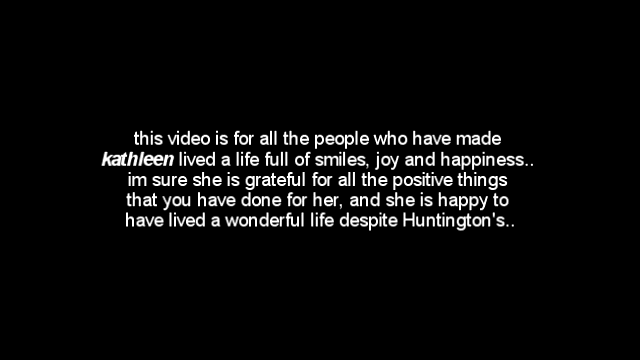 this video is for all the people who have made
kathleen lived a life full of smiles, joy and happiness..
im sure she is grateful for all the positive things
that you have done for her, and she is happy to
have lived a wonderful life despite Huntington's..